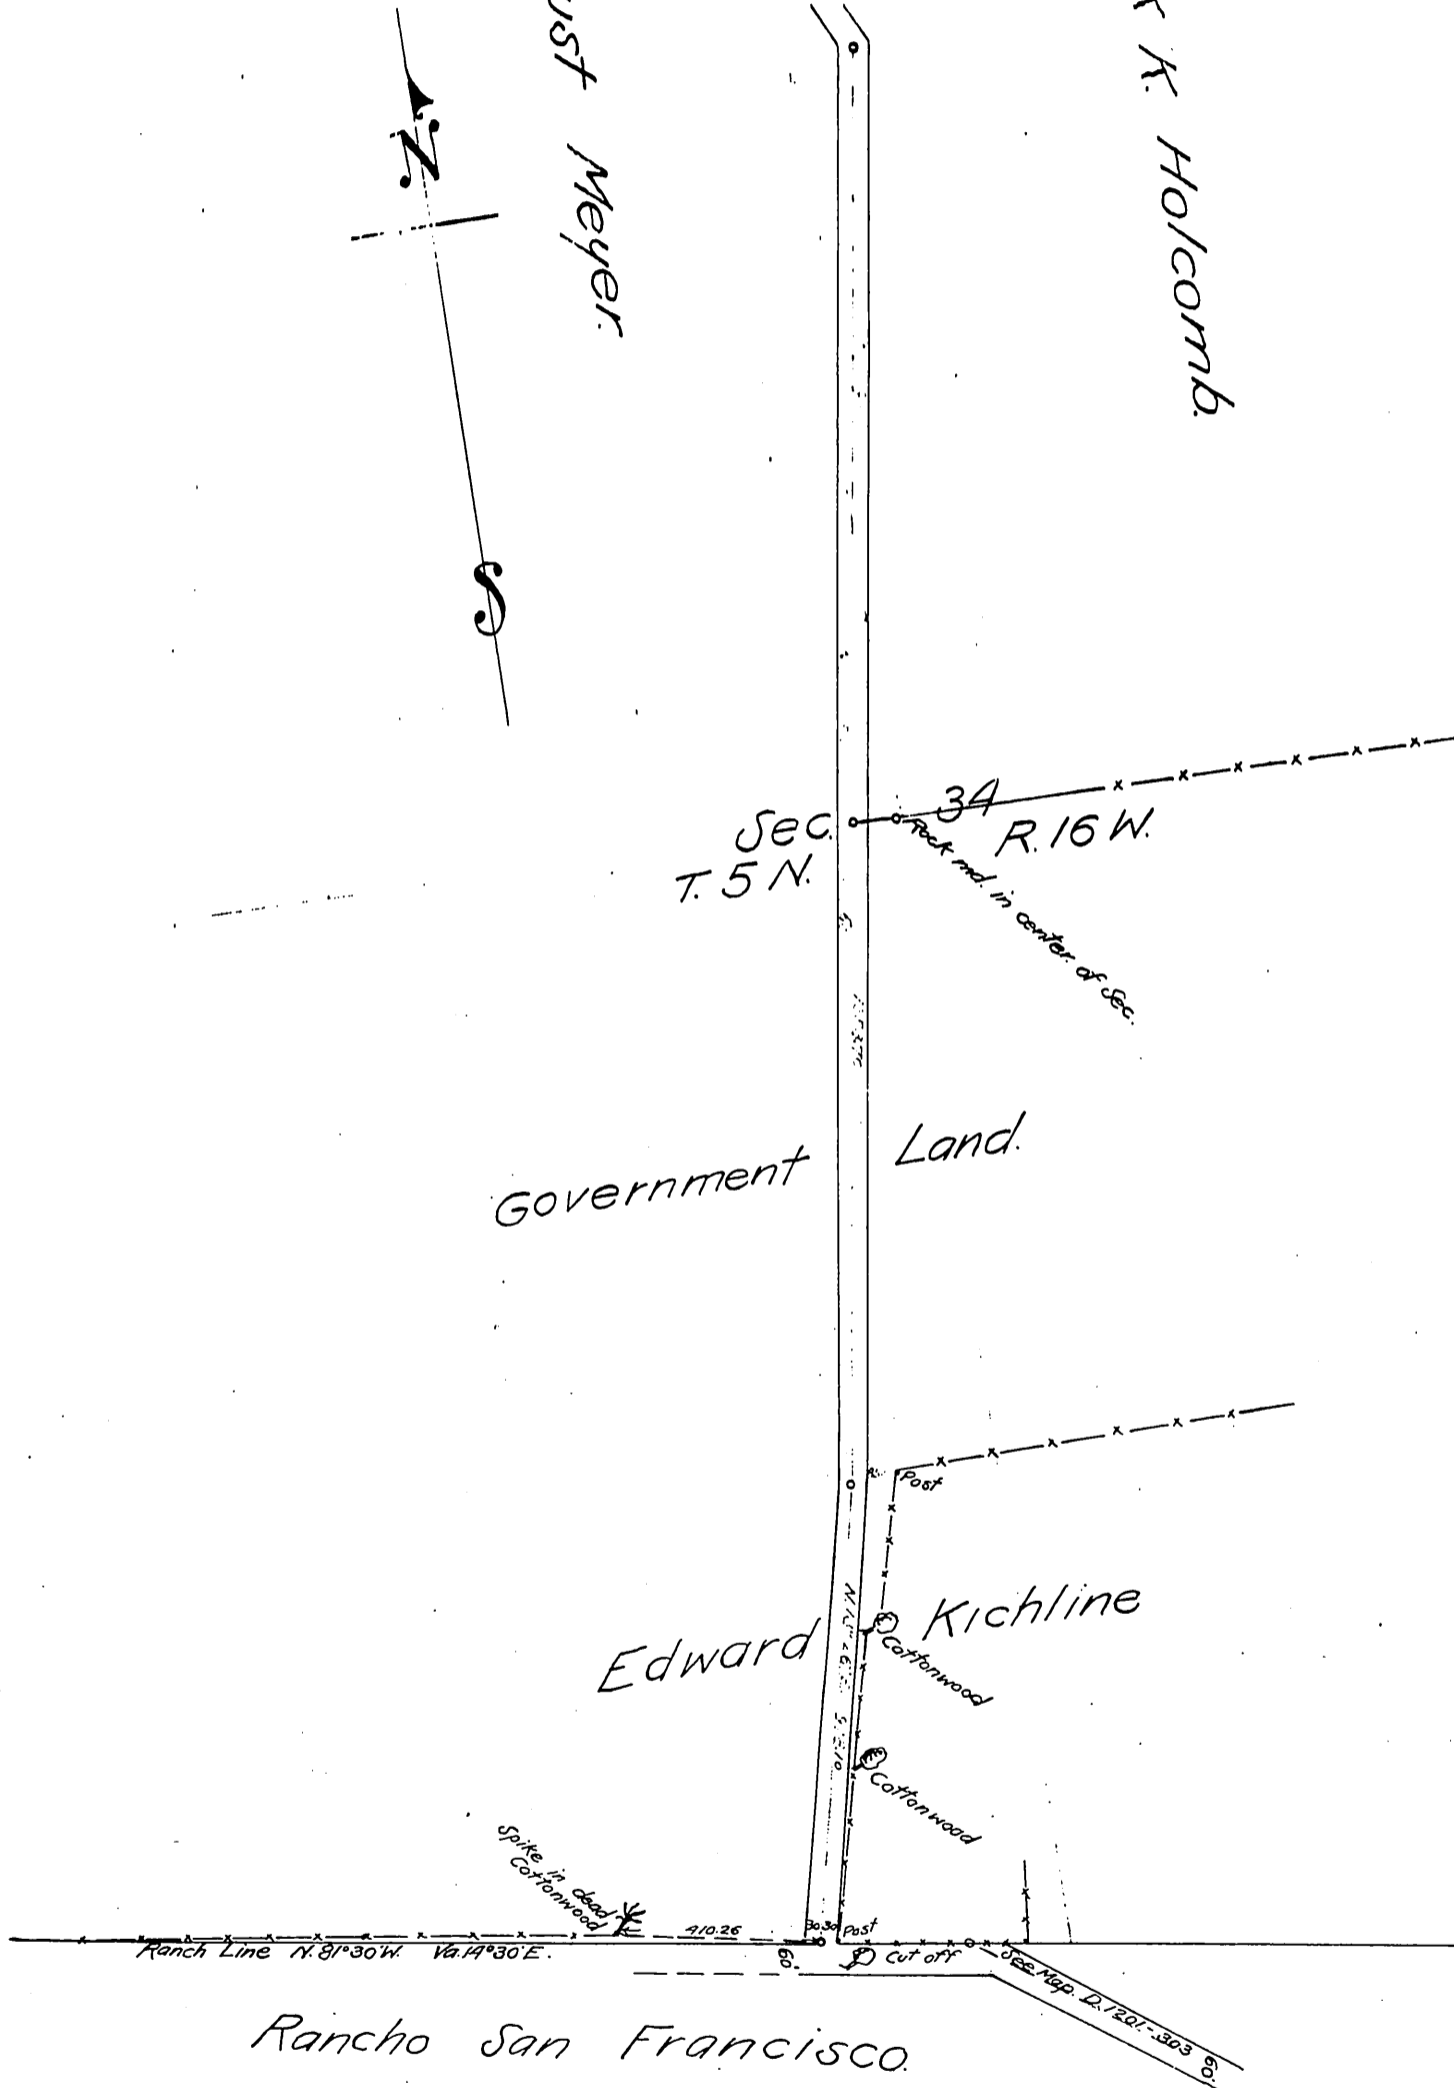 Meyer.
K. Holcomb.
N
S
Sec. 34
T. 5 N. R. 16 W.
Rock md. in center of Sec.
Government Land.
Post
Edward Kichline
Cottonwood
Cottonwood
Spike in dead
Cottonwood
410.26
30 30
Post
Ranch Line N. 81°30' W. Va. 14°30' E.
60.
Cut off
See Map. D. 1201.-303
60.
Rancho San Francisco.